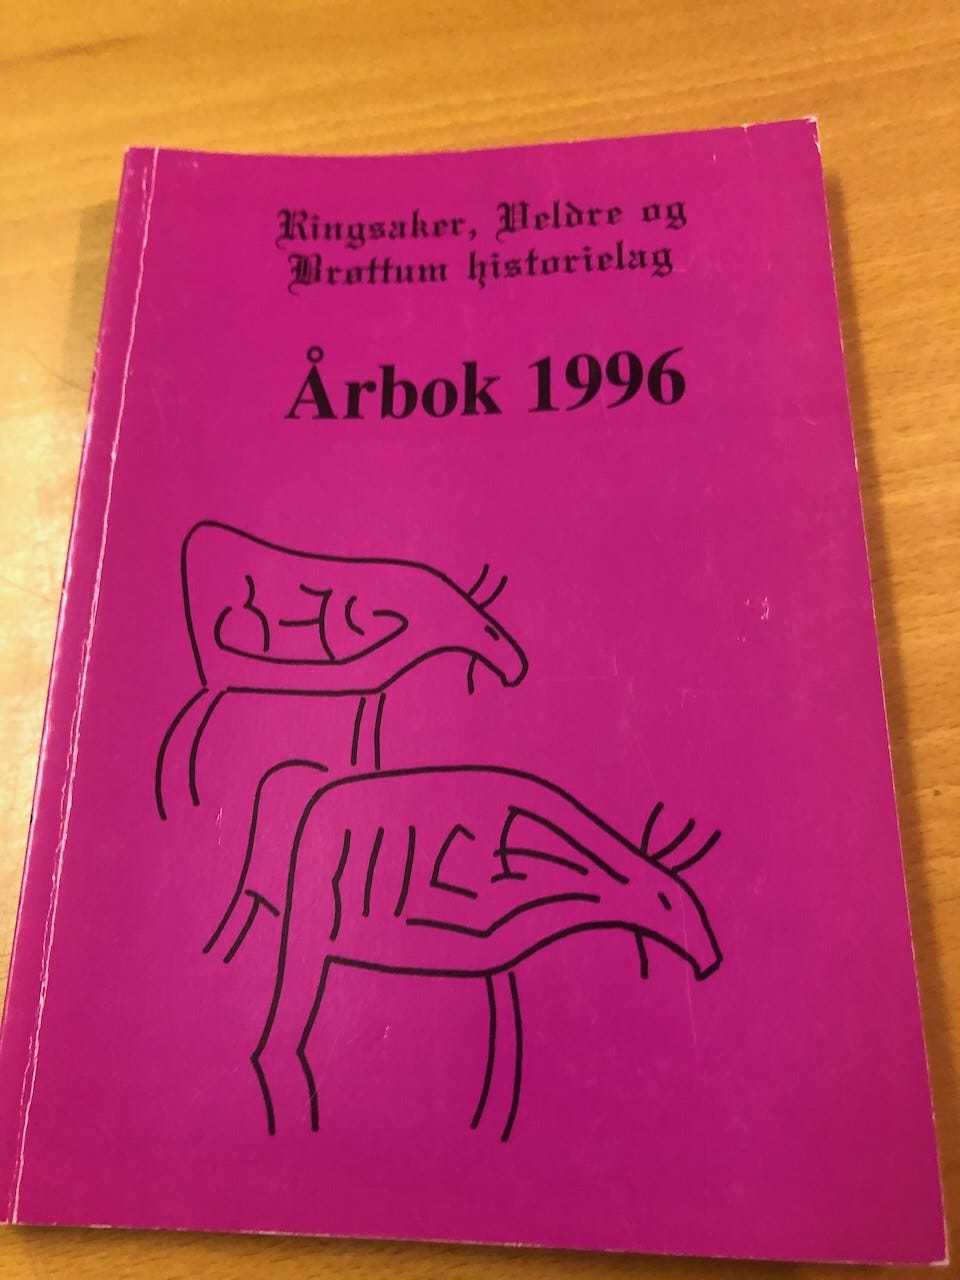 Ringsaker, Veldre og
Brøttum historielag
Årbok 1996